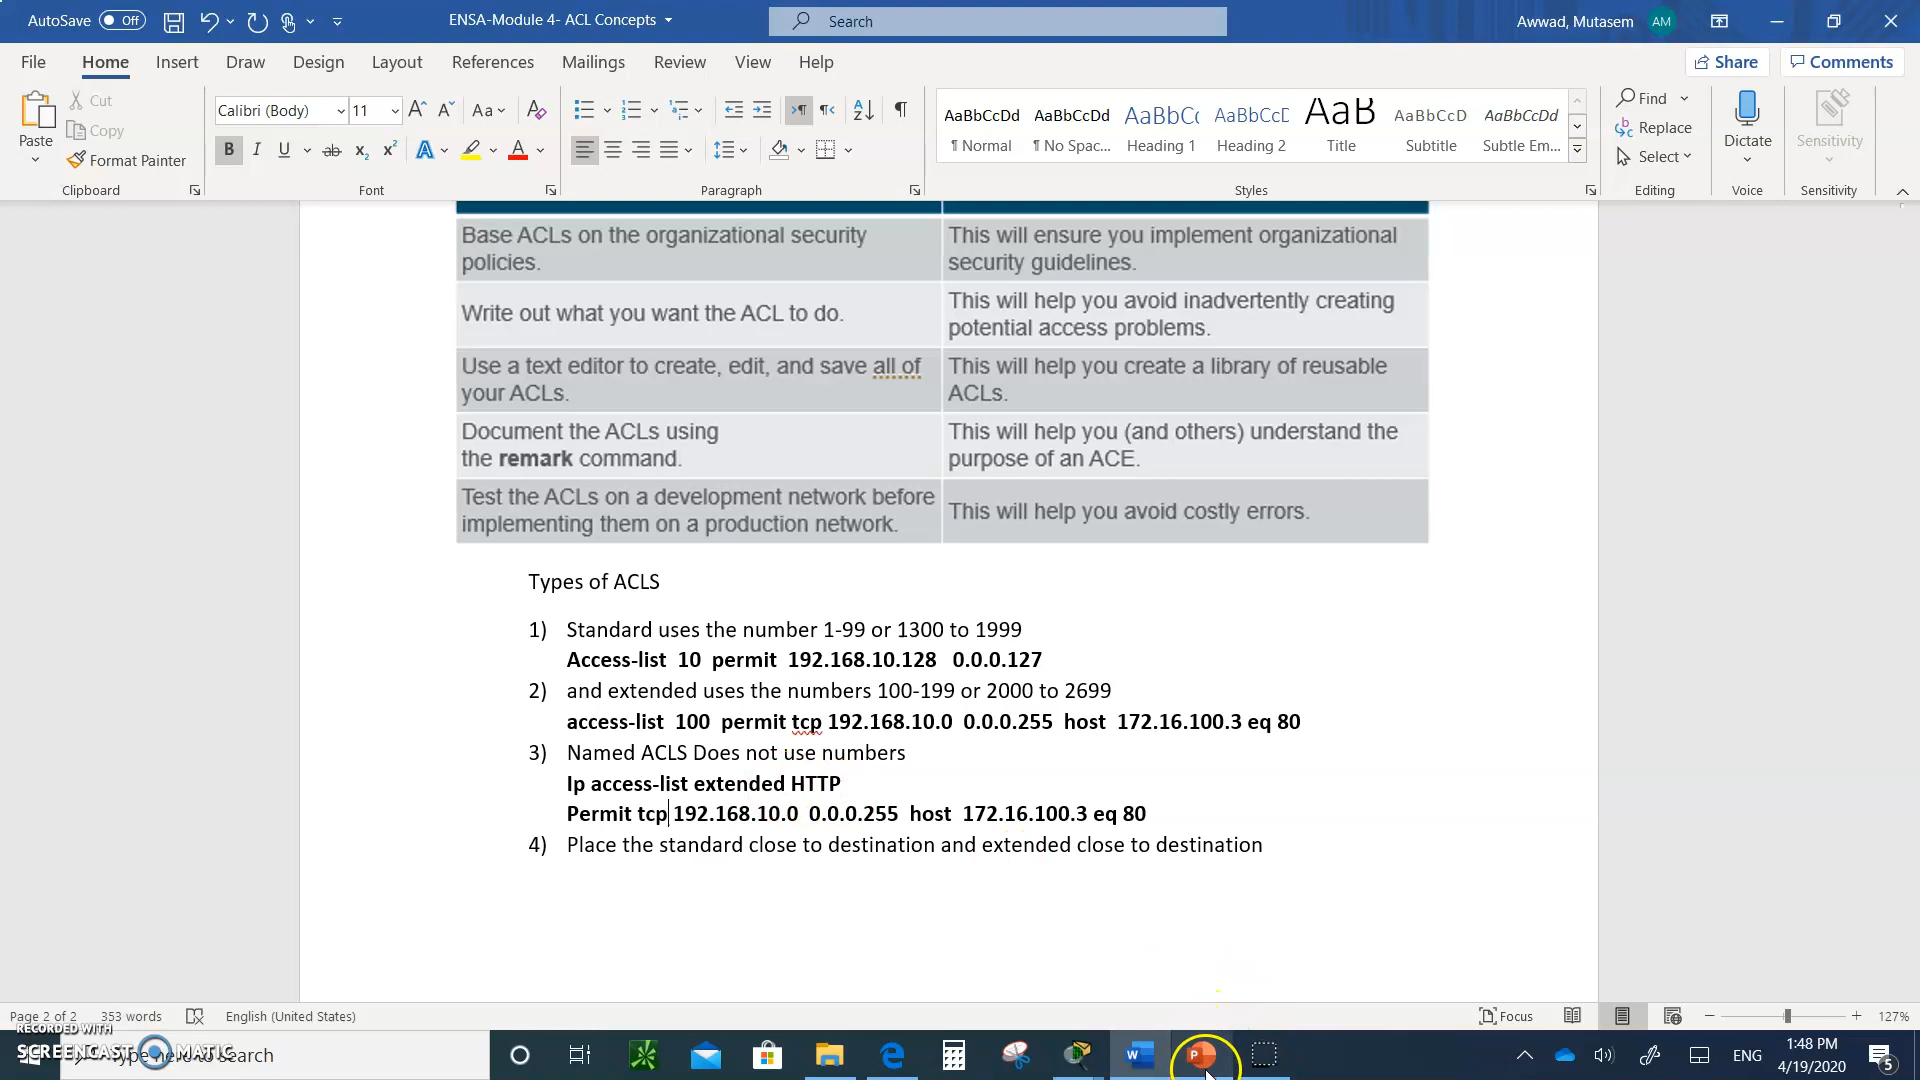 AutoSave Off
ENSA-Module 4- ACL Concepts
Search
Awwad, Mutasem AM
File Home Insert Draw Design Layout References Mailings Review View Help Share Comments
Paste
Cut
Copy
Format Painter
Clipboard
Calibri (Body) 11
Font
Paragraph
AaBbCcDd AaBbCcDd AaBbC( AaBbCcE AaB AaBbCcD AaBbCcDd
¶ Normal ¶ No Spac... Heading 1 Heading 2 Title Subtitle Subtle Em...
Styles
Find
Replace
Select
Editing
Dictate
Voice
Sensitivity
Sensitivity
Base ACLs on the organizational security policies.
This will ensure you implement organizational security guidelines.
Write out what you want the ACL to do.
This will help you avoid inadvertently creating potential access problems.
Use a text editor to create, edit, and save all of your ACLs.
This will help you create a library of reusable ACLs.
Document the ACLs using the remark command.
This will help you (and others) understand the purpose of an ACE.
Test the ACLs on a development network before implementing them on a production network.
This will help you avoid costly errors.
Types of ACLS
1) Standard uses the number 1-99 or 1300 to 1999
Access-list 10 permit 192.168.10.128 0.0.0.127
2) and extended uses the numbers 100-199 or 2000 to 2699
access-list 100 permit tcp 192.168.10.0 0.0.0.255 host 172.16.100.3 eq 80
3) Named ACLS Does not use numbers
Ip access-list extended HTTP
Permit tcp 192.168.10.0 0.0.0.255 host 172.16.100.3 eq 80
4) Place the standard close to destination and extended close to destination
Page 2 of 2 353 words English (United States) Focus 127%
RECORDED WITH
SCREENCAST MATIC
Type here to search
ENG
1:48 PM
4/19/2020
5